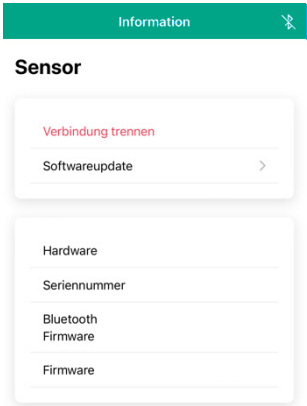 Information
Sensor
Verbindung trennen
Softwareupdate
Hardware
Seriennummer
Bluetooth
Firmware
Firmware